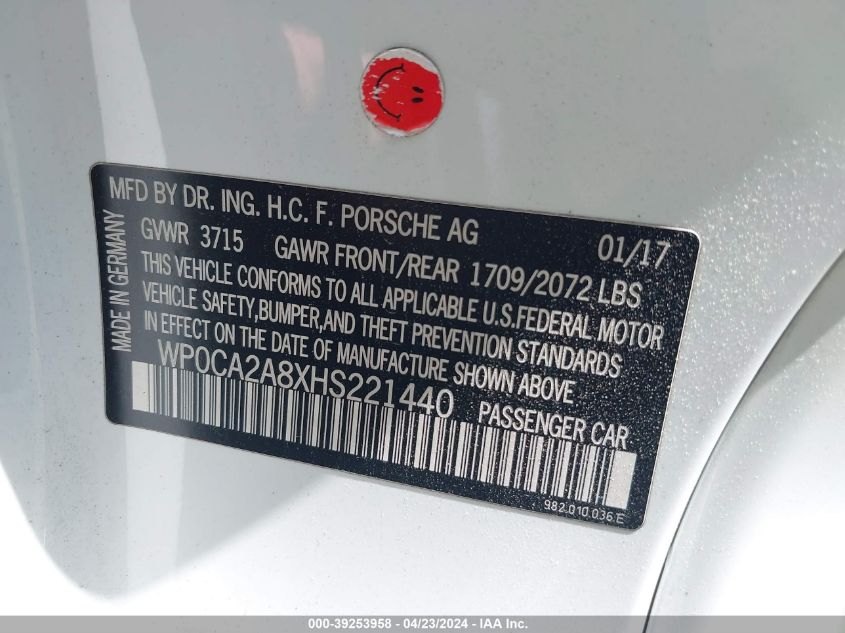 MFD BY DR. ING. H.C. F. PORSCHE AG 01/17
GVWR 3715 GAWR FRONT/REAR 1709/2072 LBS
THIS VEHICLE CONFORMS TO ALL APPLICABLE U.S.FEDERAL MOTOR
VEHICLE SAFETY,BUMPER,AND THEFT PREVENTION STANDARDS
IN EFFECT ON THE DATE OF MANUFACTURE SHOWN ABOVE
WP0CA2A8XHS221440 PASSENGER CAR
MADE IN GERMANY
982.010.036.E
000-39253958 - 04/23/2024 - IAA, Inc.